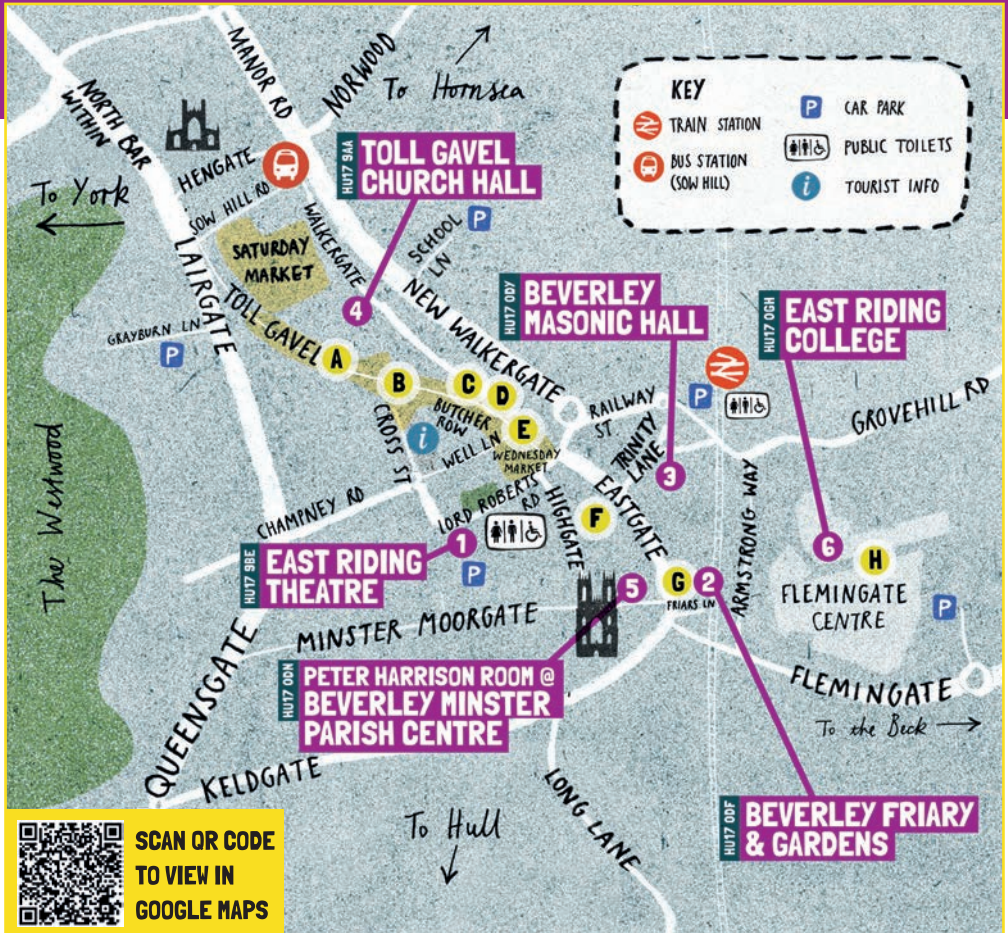 MANOR RD
NORWOOD
To Hornsea
NORTH BAR
WITHIN
HENGATE
To York
SOW HILL RD
LAIRGATE
SATURDAY
MARKET
WALKERGATE
HU17 9AA
TOLL GAVEL
CHURCH HALL
KEY
TRAIN STATION
BUS STATION
(SOW HILL)
P
CAR PARK
PUBLIC TOILETS
i
TOURIST INFO
SCHOOL
LN
P
4
NEW WALKERGATE
TOLL GAVEL
GRAYBURN LN
P
A
B
C
D
E
BUTCHER
ROW
CROSS ST
i
WELL LN
WEDNESDAY
MARKET
HU17 0DY
BEVERLEY
MASONIC HALL
HU17 0GH
EAST RIDING
COLLEGE
P
RAILWAY
ST
TRINITY
LANE
3
GROVEHILL RD
The Westwood
CHAMPNEY RD
LORD ROBERTS
RD
HIGHGATE
EASTGATE
F
ARMSTRONG WAY
HU17 9BE
EAST RIDING
THEATRE
1
P
5
G
2
FRIARS LN
6
H
FLEMINGATE
CENTRE
P
MINSTER MOORGATE
QUEENSGATE
HU17 0DN
PETER HARRISON ROOM @
BEVERLEY MINSTER
PARISH CENTRE
FLEMINGATE
To the Beck
KELDGATE
To Hull
LONG LANE
HU17 0DF
BEVERLEY FRIARY
& GARDENS
SCAN QR CODE
TO VIEW IN
GOOGLE MAPS